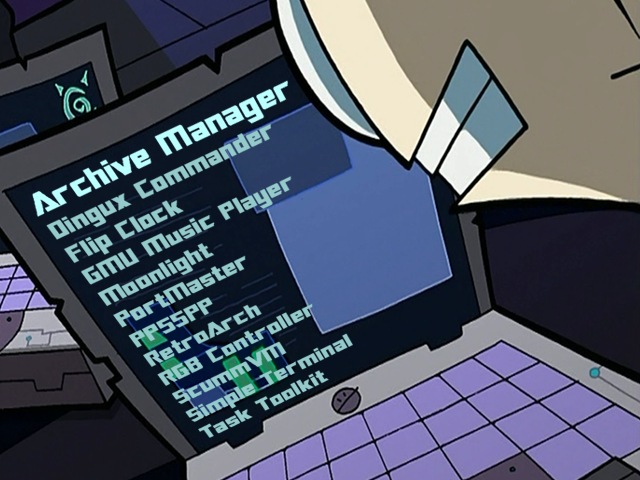 Archive Manager
Dingux Commander
Flip Clock
GMU Music Player
Moonlight
PortMaster
PPSSPP
RetroArch
RGB Controller
ScummVM
Simple Terminal
Task Toolkit